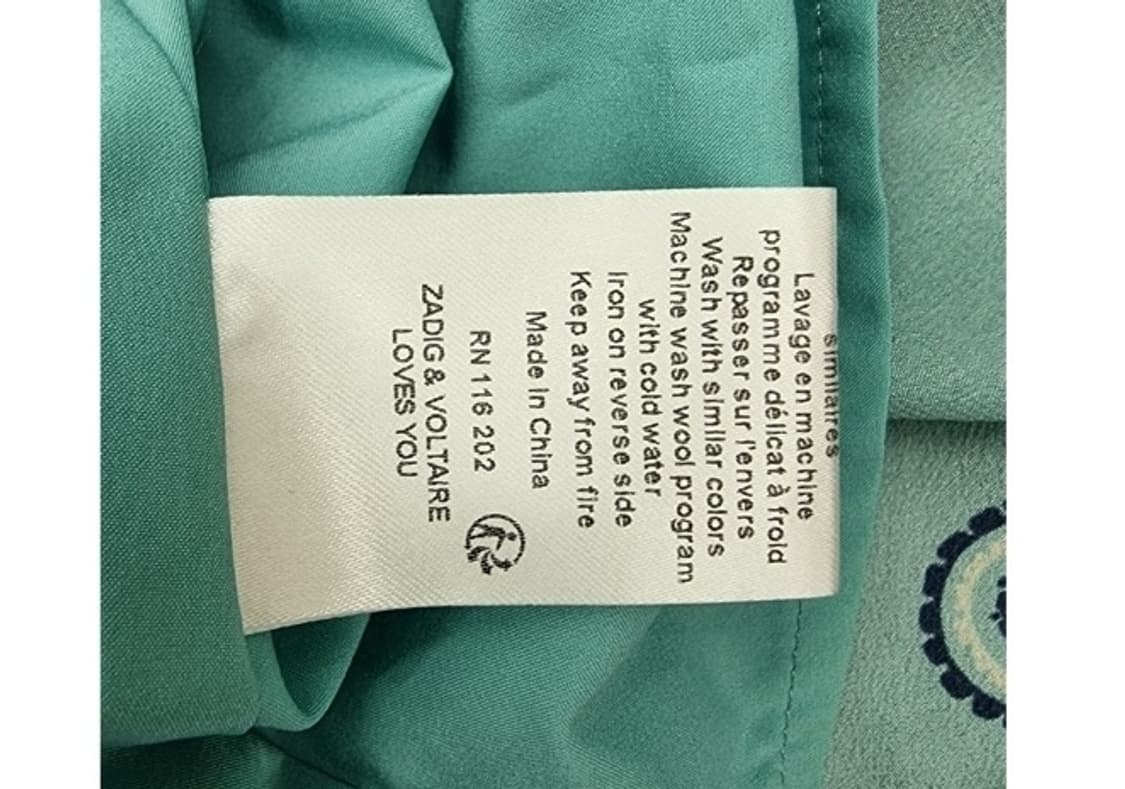 similaires
Lavage en machine
programme délicat à froid
Repasser sur l'envers
Wash with similar colors
Machine wash wool program
with cold water
Iron on reverse side
Keep away from fire
Made in China
RN 116 202
ZADIG & VOLTAIRE
LOVES YOU